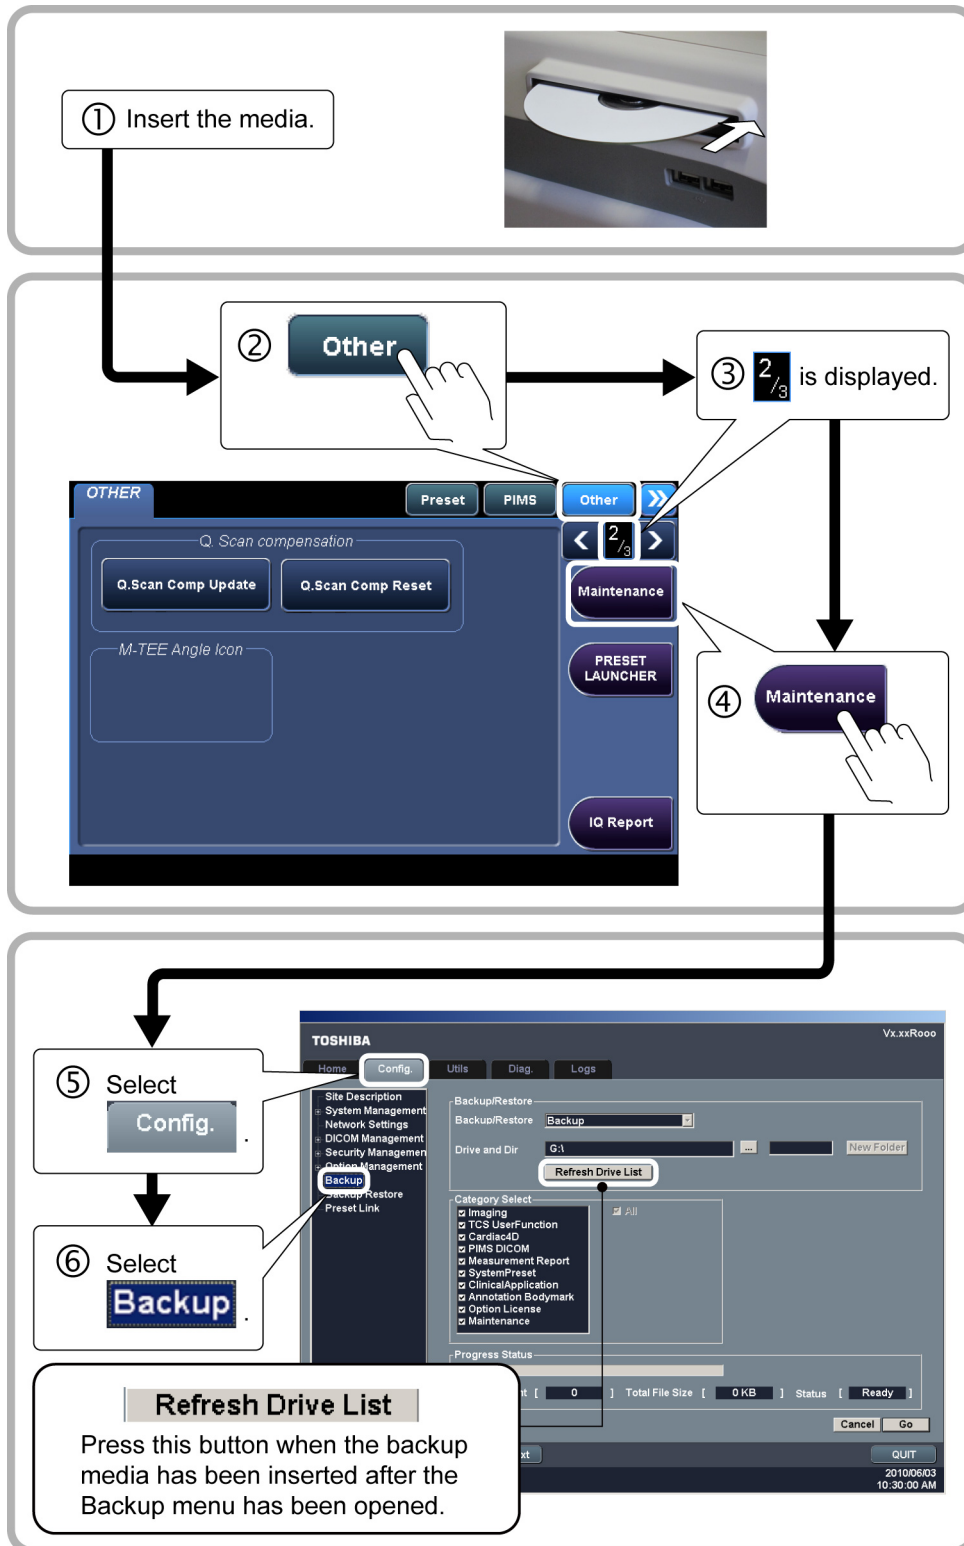 ① Insert the media.
② Other
③ 2/3 is displayed.
OTHER
Preset
PIMS
Other
Q. Scan compensation
2/3
Q.Scan Comp Update
Q.Scan Comp Reset
Maintenance
M-TEE Angle Icon
PRESET
LAUNCHER
④ Maintenance
IQ Report
⑤ Select
Config. .
⑥ Select
Backup .
TOSHIBA
Vx.xxRooo
Home
Config.
Utils
Diag.
Logs
Site Description
System Management
Network Settings
DICOM Management
Security Managemen
Option Management
Backup
Backup Restore
Preset Link
Backup/Restore
Backup/Restore Backup
Drive and Dir G:\ ... New Folder
Refresh Drive List
Category Select
Imaging
All
TCS UserFunction
Cardiac4D
PIMS DICOM
Measurement Report
SystemPreset
ClinicalApplication
Annotation Bodymark
Option License
Maintenance
Progress Status
[ 0 ] Total File Size [ 0 KB ] Status [ Ready ]
Cancel Go
QUIT
2010/06/03
10:30:00 AM
Refresh Drive List
Press this button when the backup
media has been inserted after the
Backup menu has been opened.